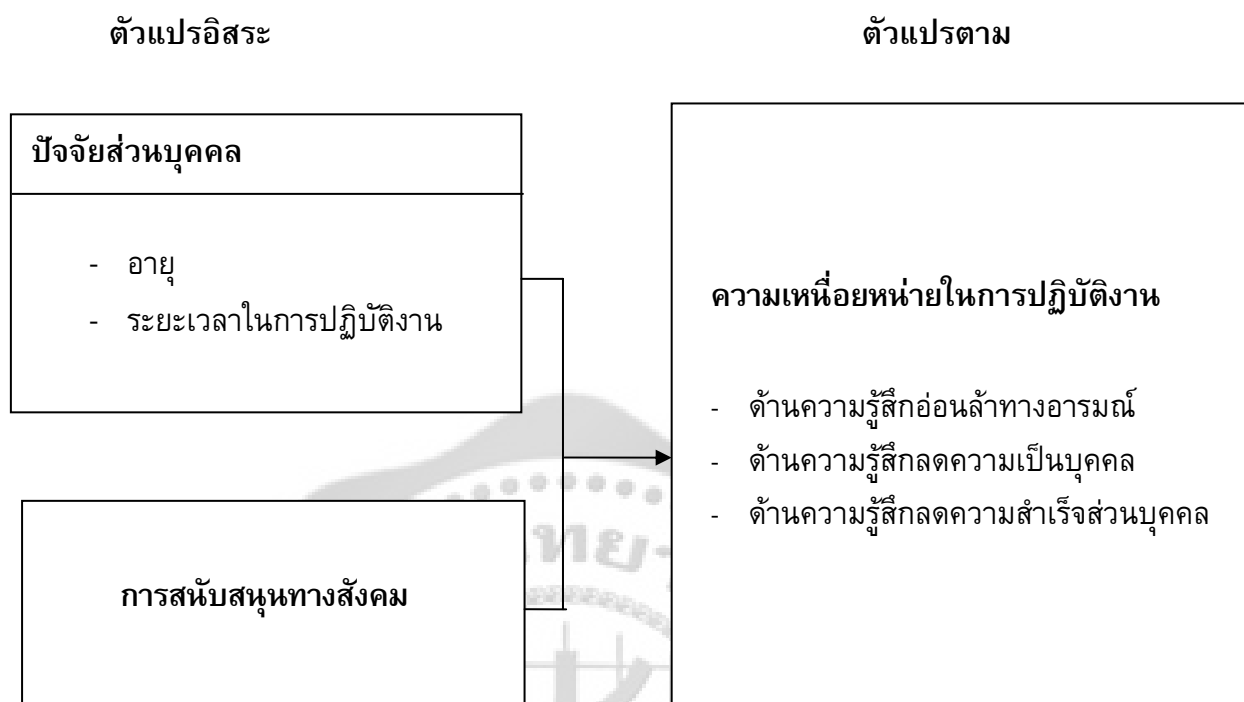 ตัวแปรอิสระ
ตัวแปรตาม
ปัจจัยส่วนบุคคล
- อายุ
- ระยะเวลาในการปฏิบัติงาน
การสนับสนุนทางสังคม
ความเหนื่อยหน่ายในการปฏิบัติงาน
- ด้านความรู้สึกอ่อนล้าทางอารมณ์
- ด้านความรู้สึกลดความเป็นบุคคล
- ด้านความรู้สึกลดความสำเร็จส่วนบุคคล